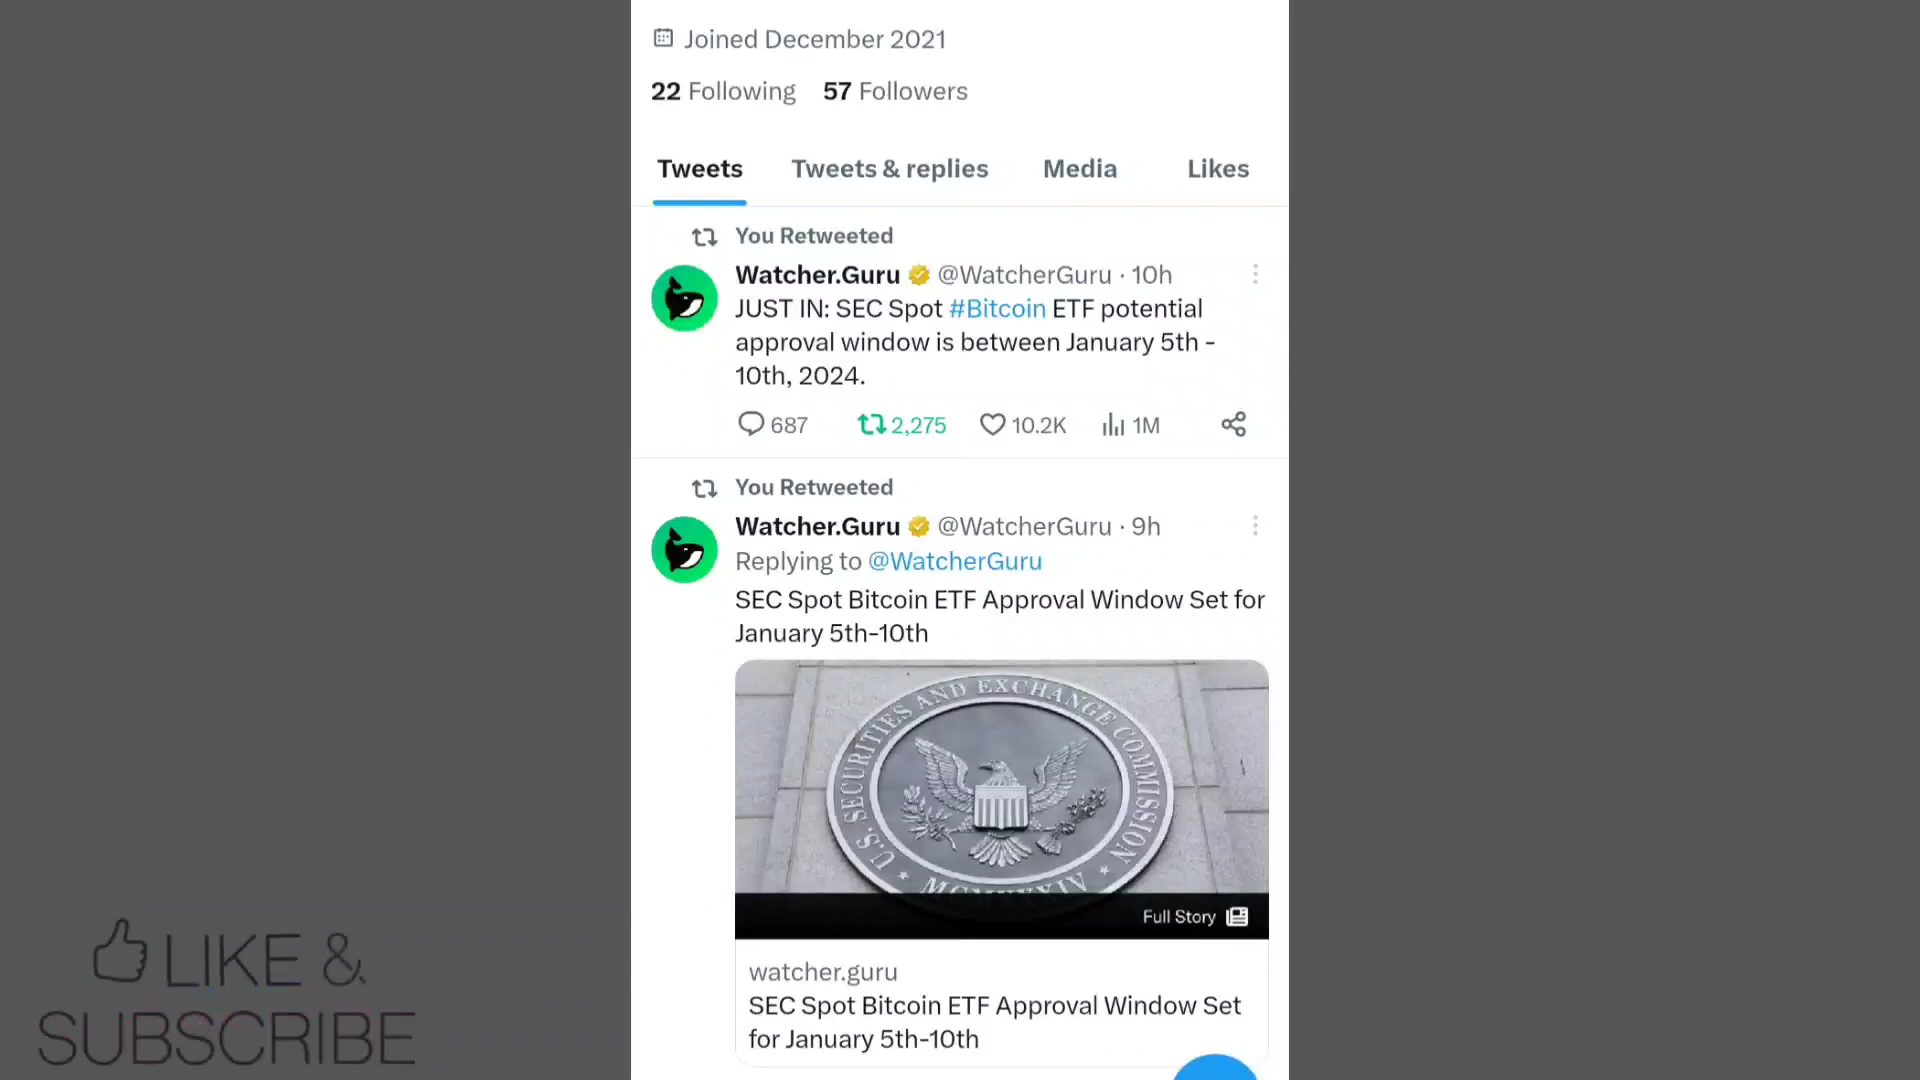 Joined December 2021
22 Following 57 Followers
Tweets Tweets & replies Media Likes
You Retweeted
Watcher.Guru @WatcherGuru · 10h
JUST IN: SEC Spot #Bitcoin ETF potential
approval window is between January 5th -
10th, 2024.
687 2,275 10.2K 1M
You Retweeted
Watcher.Guru @WatcherGuru · 9h
Replying to @WatcherGuru
SEC Spot Bitcoin ETF Approval Window Set for
January 5th-10th
U.S. SECURITIES AND EXCHANGE COMMISSION
MCMXXXIV
Full Story
watcher.guru
SEC Spot Bitcoin ETF Approval Window Set
for January 5th-10th
LIKE &
SUBSCRIBE